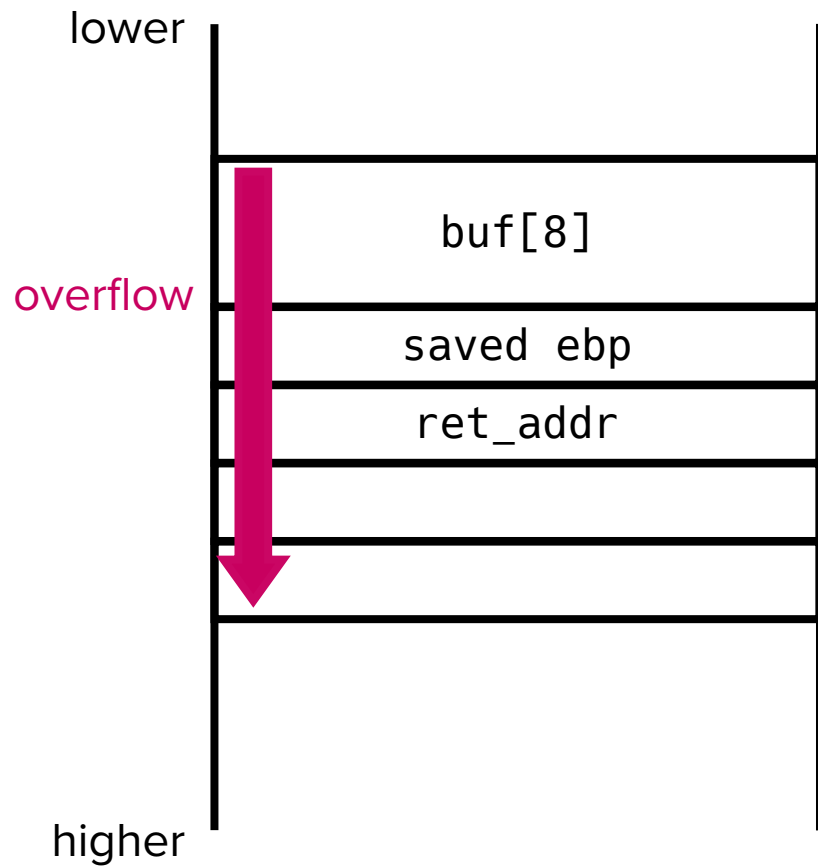 lower
buf[8]
overflow
saved ebp
ret_addr
higher